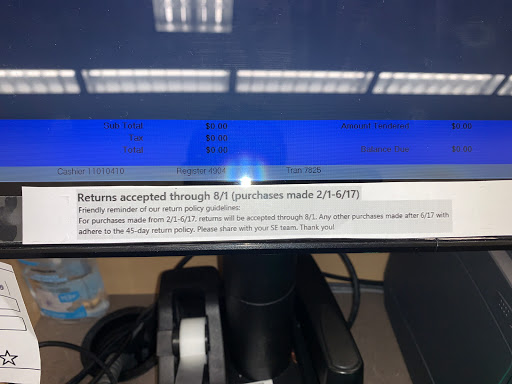 Sub Total $0.00 Amount Tendered $0.00
Tax $0.00
Total $0.00 Balance Due $0.00
Cashier 11010410 Register 4904 Tran 7825
Returns accepted through 8/1 (purchases made 2/1-6/17)
Friendly reminder of our return policy guidelines:
For purchases made from 2/1-6/17, returns will be accepted through 8/1. Any other purchases made after 6/17 with
adhere to the 45-day return policy. Please share with your SE team. Thank you!